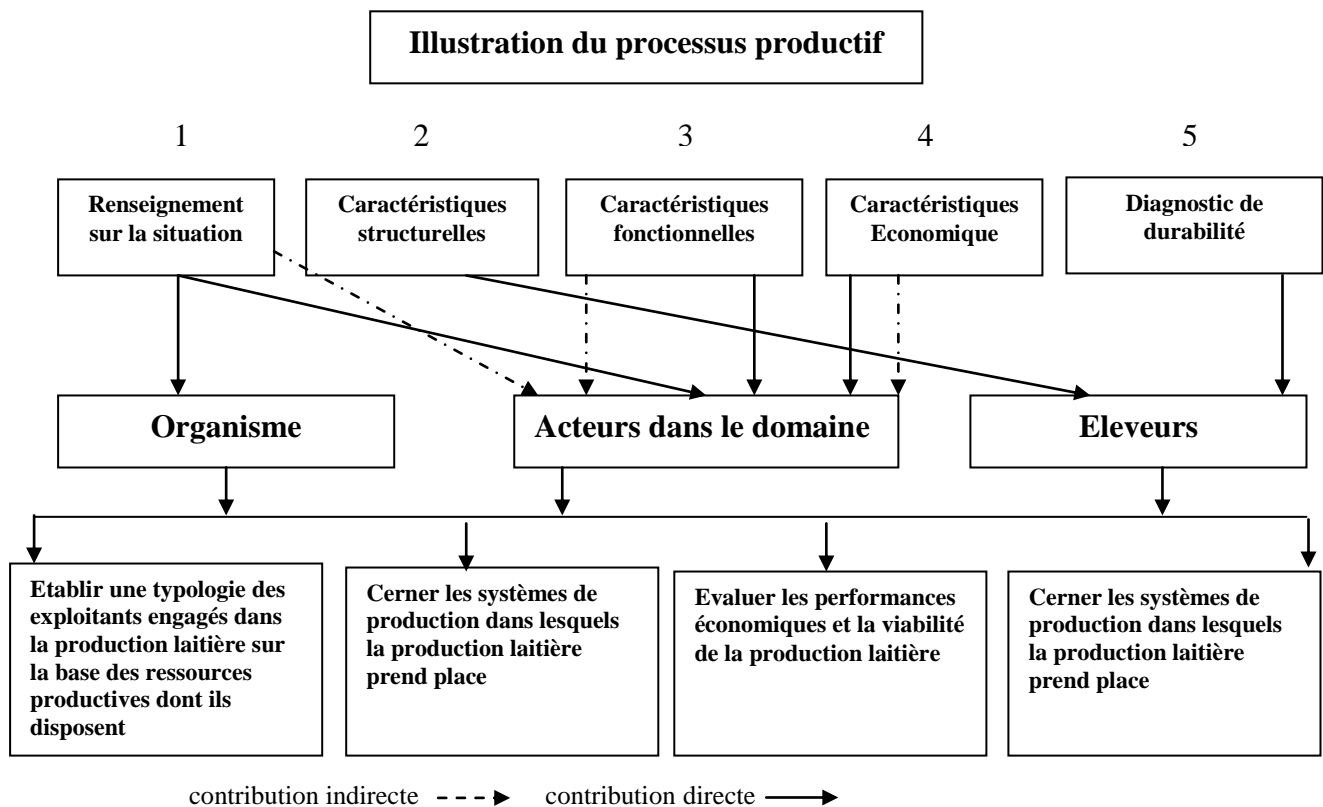 Illustration du processus productif
1 2 3 4 5
Renseignement
sur la situation
Caractéristiques
structurelles
Caractéristiques
fonctionnelles
Caractéristiques
Economique
Diagnostic de
durabilité
Organisme
Acteurs dans le domaine
Eleveurs
Etablir une typologie des
exploitants engagés dans
la production laitière sur
la base des ressources
productives dont ils
disposent
Cerner les systèmes de
production dans lesquels
la production laitière
prend place
Evaluer les performances
économiques et la viabilité
de la production laitière
Cerner les systèmes de
production dans lesquels
la production laitière
prend place
contribution indirecte contribution directe